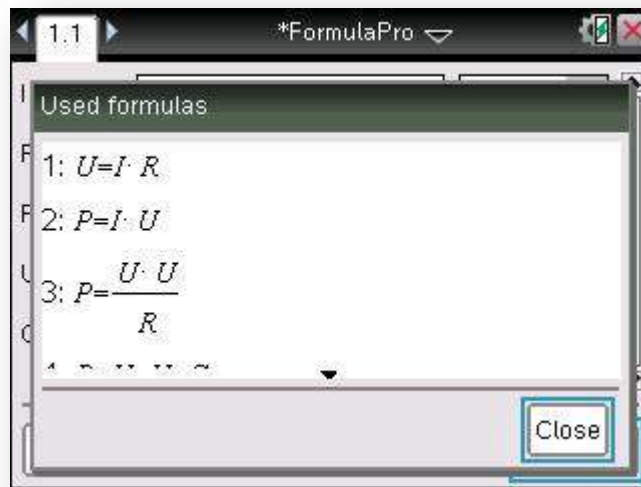 1.1 *FormulaPro
Used formulas
1: U=I· R
2: P=I· U
3: P=U· U/R
Close